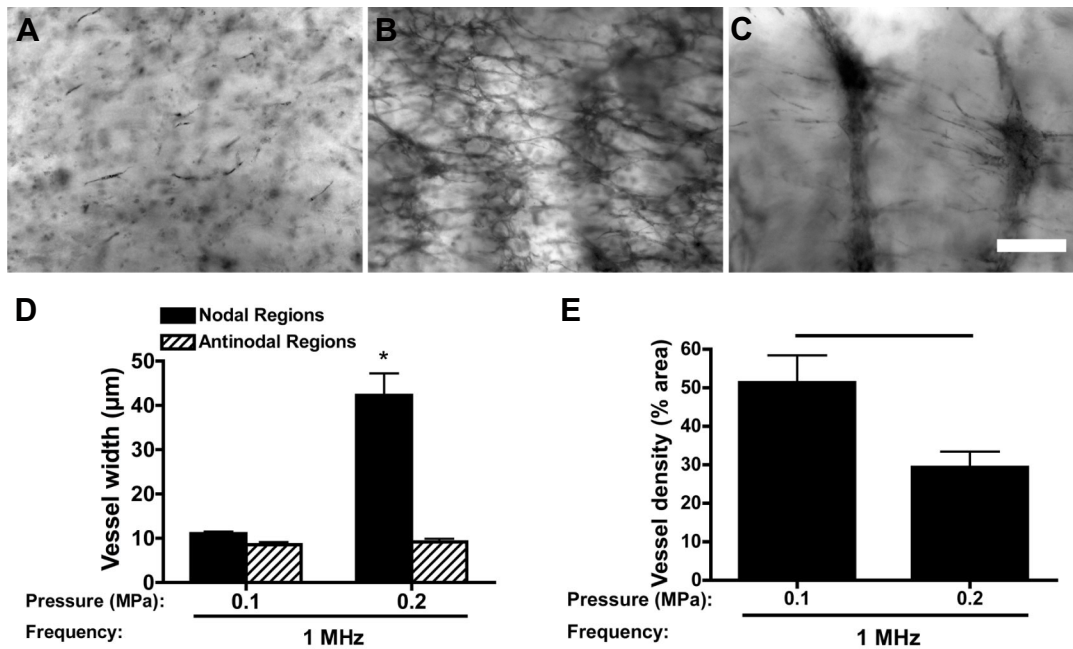 A
B
C
D
Nodal Regions
Antinodal Regions
Vessel width (µm)
50
40
30
20
10
0
*
Pressure (MPa):
0.1
0.2
Frequency:
1 MHz
E
Vessel density (% area)
60
50
40
30
20
10
0
Pressure (MPa):
0.1
0.2
Frequency:
1 MHz